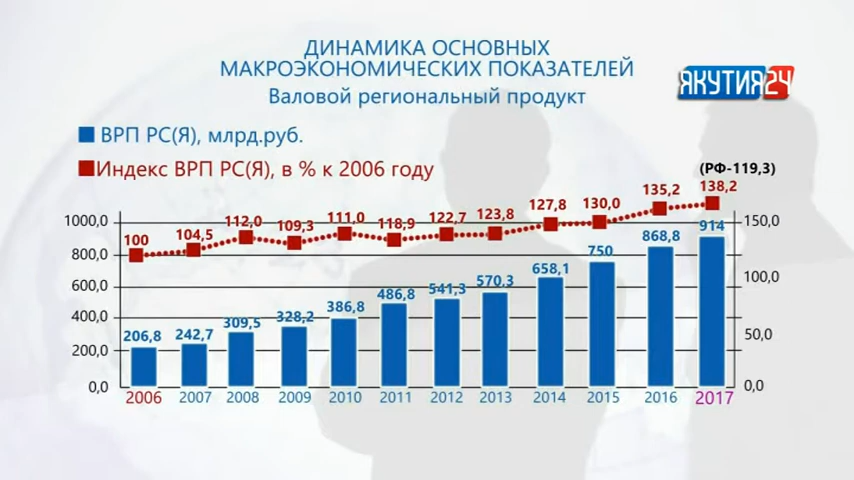 ДИНАМИКА ОСНОВНЫХ
МАКРОЭКОНОМИЧЕСКИХ ПОКАЗАТЕЛЕЙ
Валовой региональный продукт
ЯКУТИЯ24
ВРП РС(Я), млрд.руб.
Индекс ВРП РС(Я), в % к 2006 году
(РФ-119,3)
100 104,5 112,0 109,3 111,0 118,9 122,7 123,8 127,8 130,0 135,2 138,2
1000,0 150,0
800,0 100,0
600,0
400,0 50,0
200,0
0,0 0,0
206,8 242,7 309,5 328,2 386,8 486,8 541,3 570,3 658,1 750 868,8 914
2006 2007 2008 2009 2010 2011 2012 2013 2014 2015 2016 2017